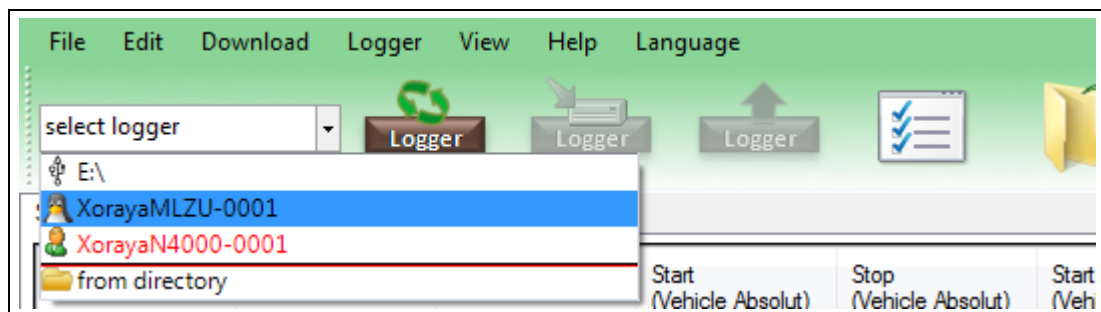 File Edit Download Logger View Help Language
select logger Logger Logger Logger
E:\
XorayaMLZU-0001
XorayaN4000-0001
from directory
Start Stop Start
(Vehicle Absolut) (Vehicle Absolut)